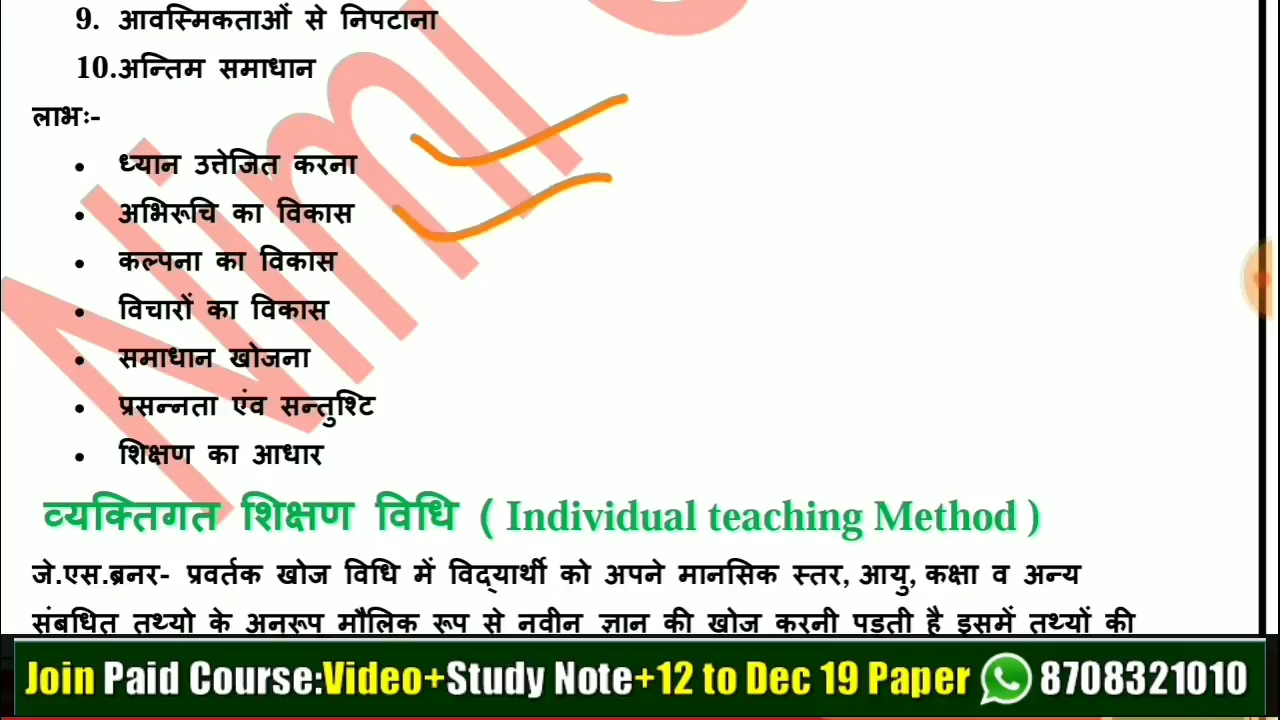 9. आवस्मिकताओं से निपटाना
10.अन्तिम समाधान
लाभः-
• ध्यान उत्तेजित करना
• अभिरूचि का विकास
• कल्पना का विकास
• विचारों का विकास
• समाधान खोजना
• प्रसन्नता एंव सन्तुश्टि
• शिक्षण का आधार
व्यक्तिगत शिक्षण विधि ( Individual teaching Method )
जे.एस.ब्रनर- प्रवर्तक खोज विधि में विद्यार्थी को अपने मानसिक स्तर, आयु, कक्षा व अन्य
संबधित तथ्यो के अनरूप मौलिक रूप से नवीन ज्ञान की खोज करनी पडती है इसमें तथ्यों की
Join Paid Course:Video+Study Note+12 to Dec 19 Paper 8708321010